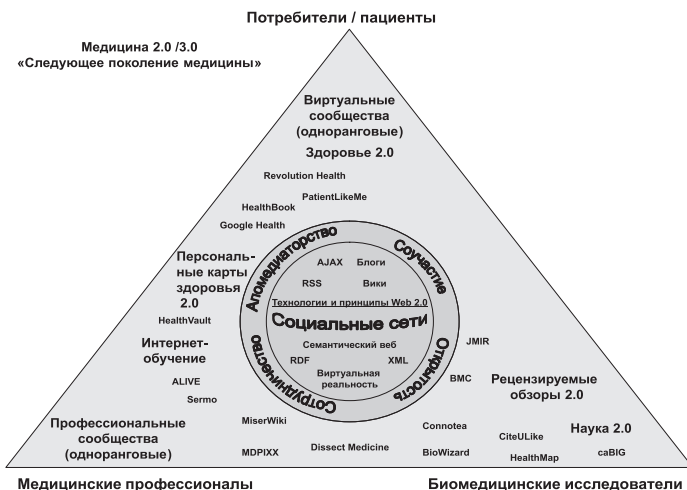 Потребители / пациенты
Медицина 2.0 /3.0
«Следующее поколение медицины»
Виртуальные
сообщества
(одноранговые)
Здоровье 2.0
Revolution Health
PatientLikeMe
HealthBook
Google Health
Персональ-
ные карты
здоровья
2.0
HealthVault
Интернет-
обучение
ALIVE
Sermo
Профессиональные
сообщества
(одноранговые)
Апомедиаторство
Соучастие
AJAX Блоги
RSS Вики
Технологии и принципы Web 2.0
Социальные сети
Семантический веб
RDF XML
Виртуальная
реальность
Сотрудничество
Открытость
JMIR
BMC
Рецензируемые
обзоры 2.0
MiserWiki
MDPIXX
Dissect Medicine
Connotea
BioWizard
CiteULike
HealthMap
Наука 2.0
caBIG
Медицинские профессионалы
Биомедицинские исследователи